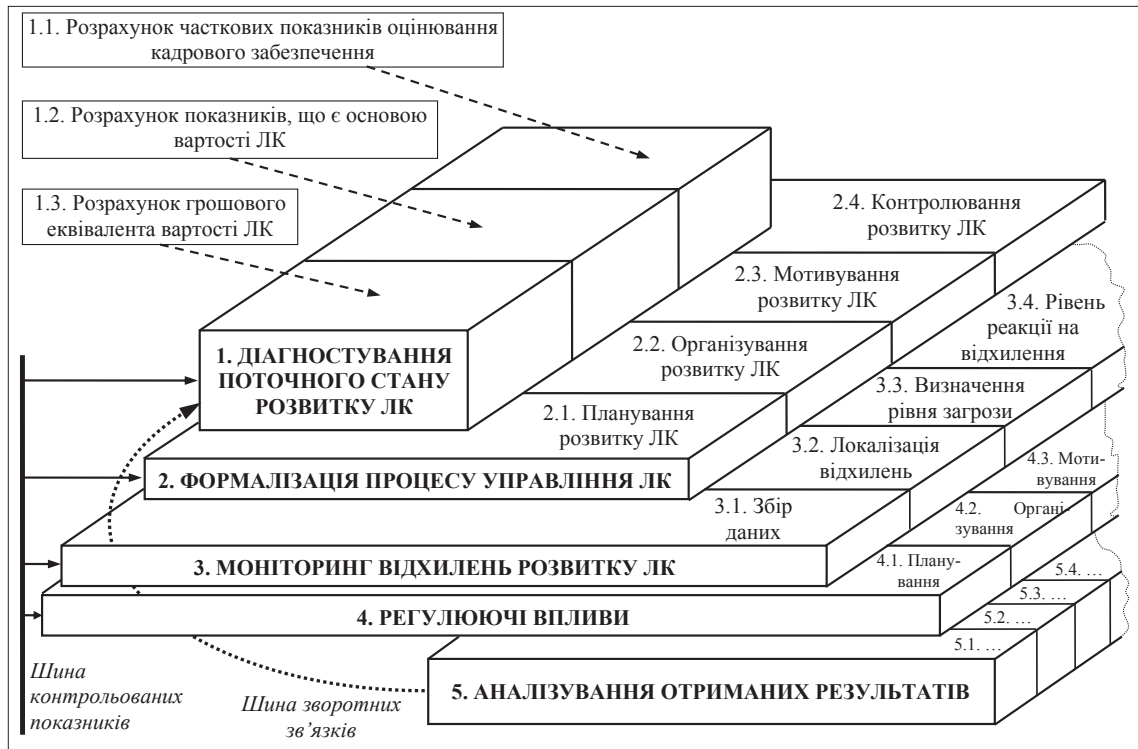 1.1. Розрахунок часткових показників оцінювання
кадрового забезпечення
1.2. Розрахунок показників, що є основою
вартості ЛК
1.3. Розрахунок грошового
еквівалента вартості ЛК
1. ДІАГНОСТУВАННЯ
ПОТОЧНОГО СТАНУ
РОЗВИТКУ ЛК
2.4. Контролювання
розвитку ЛК
2.3. Мотивування
розвитку ЛК
2.2. Організування
розвитку ЛК
2.1. Планування
розвитку ЛК
2. ФОРМАЛІЗАЦІЯ ПРОЦЕСУ УПРАВЛІННЯ ЛК
3.4. Рівень
реакції на
відхилення
3.3. Визначення
рівня загрози
3.2. Локалізація
відхилень
3.1. Збір
даних
3. МОНІТОРИНГ ВІДХИЛЕНЬ РОЗВИТКУ ЛК
4.3. Моти-
вування
4.2. Органі-
зування
4.1. Плану-
вання
4. РЕГУЛЮЮЧІ ВПЛИВИ
5.4. …
5.3. …
5.2. …
5.1. …
5. АНАЛІЗУВАННЯ ОТРИМАНИХ РЕЗУЛЬТАТІВ
Шина
контрольованих
показників
Шина зворотних
зв’язків